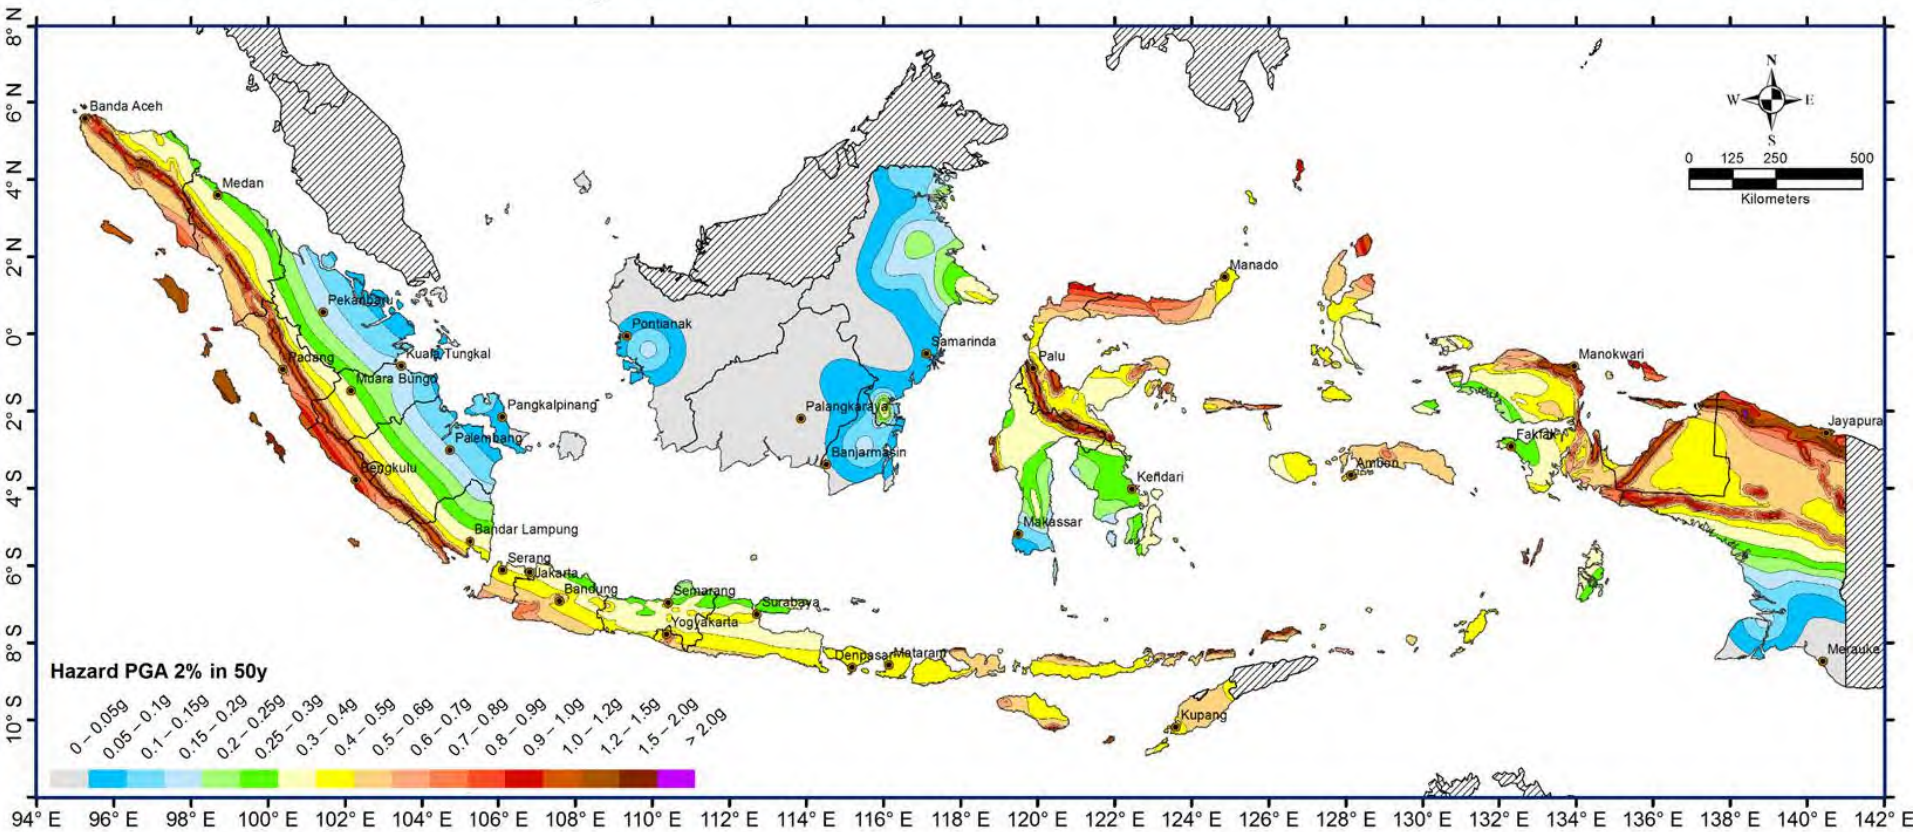 8° N
6° N
4° N
2° N
0°
2° S
4° S
6° S
8° S
10° S
N
W E
S
0 125 250 500
Kilometers
Banda Aceh
Medan
Pekanbaru
Padang
Kuala Tungkal
Muara Bungo
Pangkalpinang
Palembang
Bengkulu
Bandar Lampung
Serang
Jakarta
Bandung
Semarang
Surabaya
Yogyakarta
Denpasar
Mataram
Kupang
Pontianak
Samarinda
Palangkaraya
Banjarmasin
Manado
Palu
Kendari
Makassar
Ambon
Fakfak
Manokwari
Jayapura
Merauke
Hazard PGA 2% in 50y
0 – 0.05g
0.05 – 0.1g
0.1 – 0.15g
0.15 – 0.2g
0.2 – 0.25g
0.25 – 0.3g
0.3 – 0.4g
0.4 – 0.5g
0.5 – 0.6g
0.6 – 0.7g
0.7 – 0.8g
0.8 – 0.9g
0.9 – 1.0g
1.0 – 1.2g
1.2 – 1.5g
1.5 – 2.0g
> 2.0g
94° E 96° E 98° E 100° E 102° E 104° E 106° E 108° E 110° E 112° E 114° E 116° E 118° E 120° E 122° E 124° E 126° E 128° E 130° E 132° E 134° E 136° E 138° E 140° E 142° E